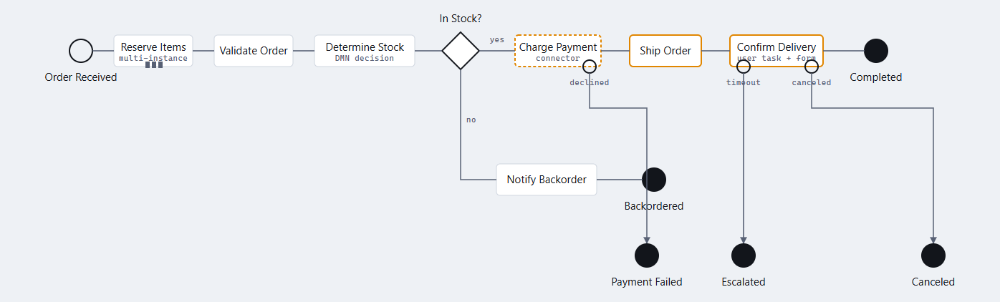 In Stock?
Reserve Items
multi-instance
Validate Order
Determine Stock
DMN decision
yes
Charge Payment
connector
Ship Order
Confirm Delivery
user task + form
Order Received
declined
timeout
canceled
Completed
no
Notify Backorder
Backordered
Payment Failed
Escalated
Canceled